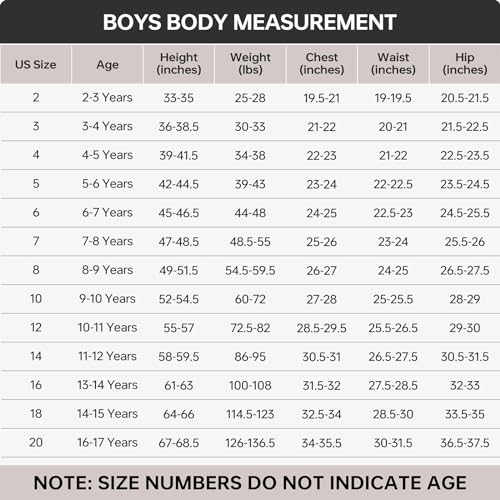 BOYS BODY MEASUREMENT
US Size Age Height (inches) Weight (lbs) Chest (inches) Waist (inches) Hip (inches)
2 2-3 Years 33-35 25-28 19.5-21 19-19.5 20.5-21.5
3 3-4 Years 36-38.5 30-33 21-22 20-21 21.5-22.5
4 4-5 Years 39-41.5 34-38 22-23 21-22 22.5-23.5
5 5-6 Years 42-44.5 39-43 23-24 22-22.5 23.5-24.5
6 6-7 Years 45-46.5 44-48 24-25 22.5-23 24.5-25.5
7 7-8 Years 47-48.5 48.5-55 25-26 23-24 25.5-26
8 8-9 Years 49-51.5 54.5-59.5 26-27 24-25 26.5-27.5
10 9-10 Years 52-54.5 60-72 27-28 25-25.5 28-29
12 10-11 Years 55-57 72.5-82 28.5-29.5 25.5-26.5 29-30
14 11-12 Years 58-59.5 86-95 30.5-31 26.5-27.5 30.5-31.5
16 13-14 Years 61-63 100-108 31.5-32 27.5-28.5 32-33
18 14-15 Years 64-66 114.5-123 32.5-34 28.5-30 33.5-35
20 16-17 Years 67-68.5 126-136.5 34-35.5 30-31.5 36.5-37.5
NOTE: SIZE NUMBERS DO NOT INDICATE AGE